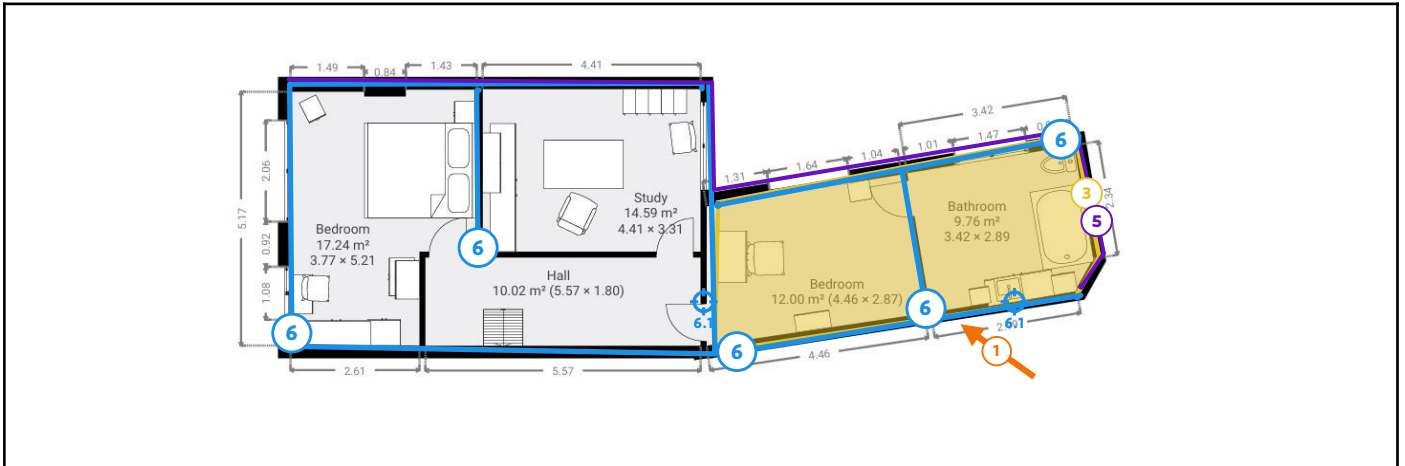 1.49
0.84
1.43
4.41
3.42
1.47
1.01
1.04
1.64
1.31
6
2.34
3
5
2.06
5.17
0.92
1.08
Bedroom
17.24 m²
3.77 × 5.21
Study
14.59 m²
4.41 × 3.31
Bathroom
9.76 m²
3.42 × 2.89
6
Hall
10.02 m² (5.57 × 1.80)
Bedroom
12.00 m² (4.46 × 2.87)
6
6
6.1
6.1
6
1
4.46
2.61
5.57